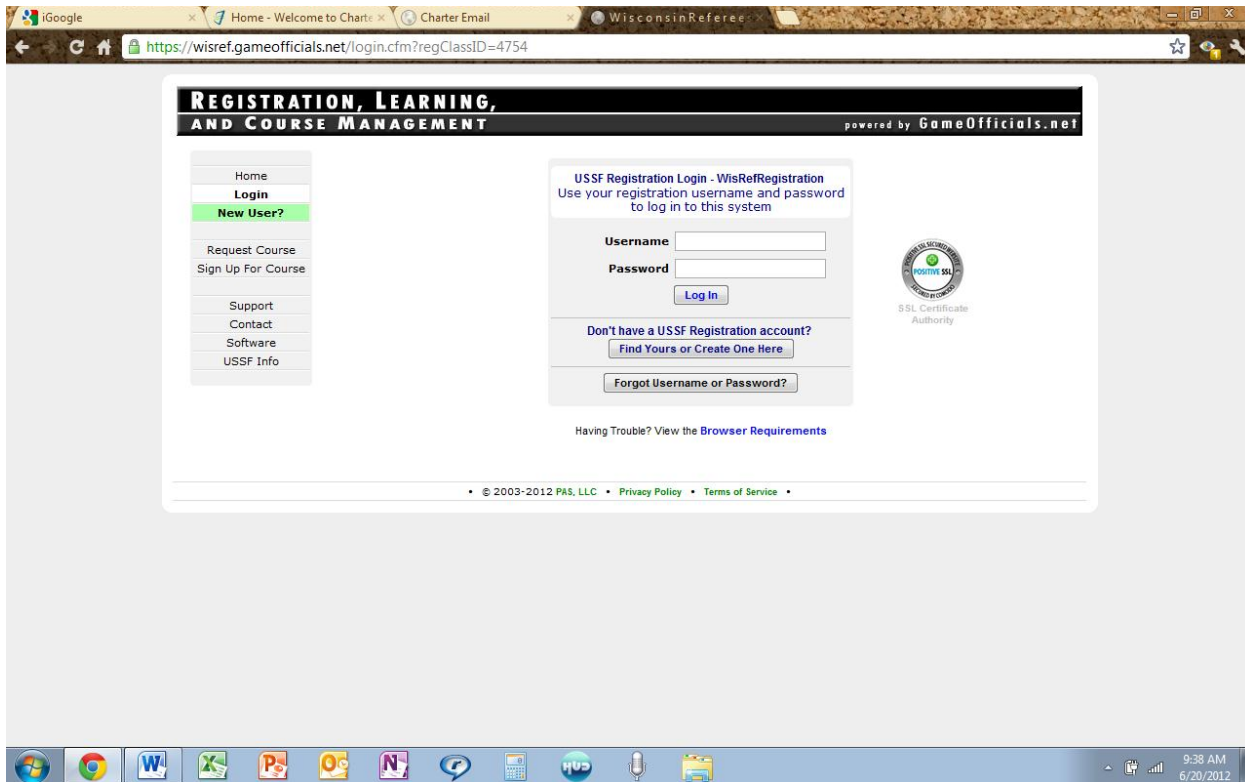 iGoogle
Home - Welcome to Charte
Charter Email
WisconsinReferee
https://wisref.gameofficials.net/login.cfm?regClassID=4754
REGISTRATION, LEARNING,
AND COURSE MANAGEMENT
powered by GameOfficials.net
Home
Login
New User?
Request Course
Sign Up For Course
Support
Contact
Software
USSF Info
USSF Registration Login - WisRefRegistration
Use your registration username and password
to log in to this system
Username
Password
Log In
Don't have a USSF Registration account?
Find Yours or Create One Here
Forgot Username or Password?
Having Trouble? View the Browser Requirements
POSITIVE SSL
SECURED BY COMODO
SSL Certificate
Authority
• © 2003-2012 PAS, LLC • Privacy Policy • Terms of Service •
HUD
9:38 AM
6/20/2012